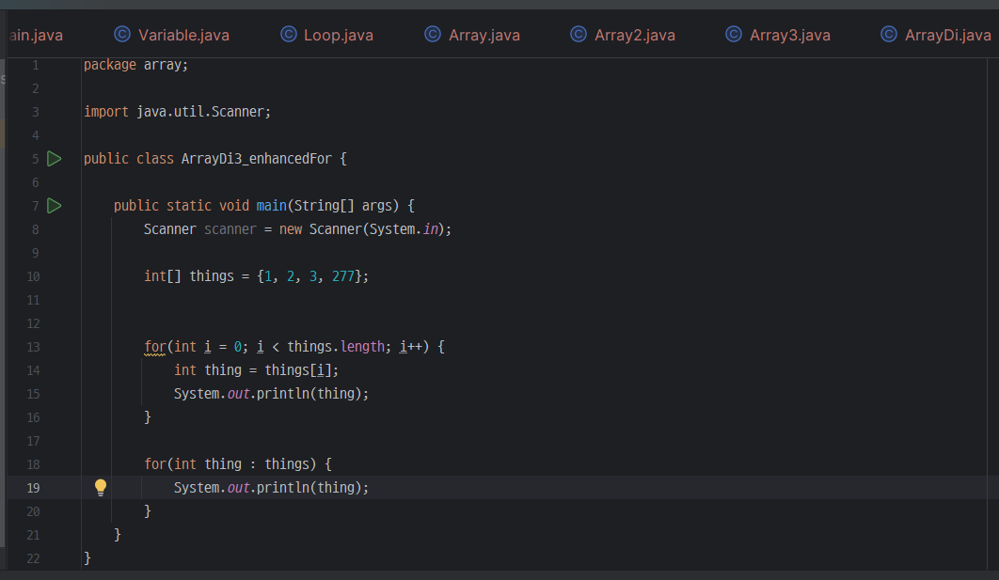 ain.java Variable.java Loop.java Array.java Array2.java Array3.java ArrayDi.java
1 package array;
2
3 import java.util.Scanner;
4
5 public class ArrayDi3_enhancedFor {
6
7     public static void main(String[] args) {
8         Scanner scanner = new Scanner(System.in);
9
10         int[] things = {1, 2, 3, 277};
11
12
13         for(int i = 0; i < things.length; i++) {
14             int thing = things[i];
15             System.out.println(thing);
16         }
17
18         for(int thing : things) {
19             System.out.println(thing);
20         }
21     }
22 }